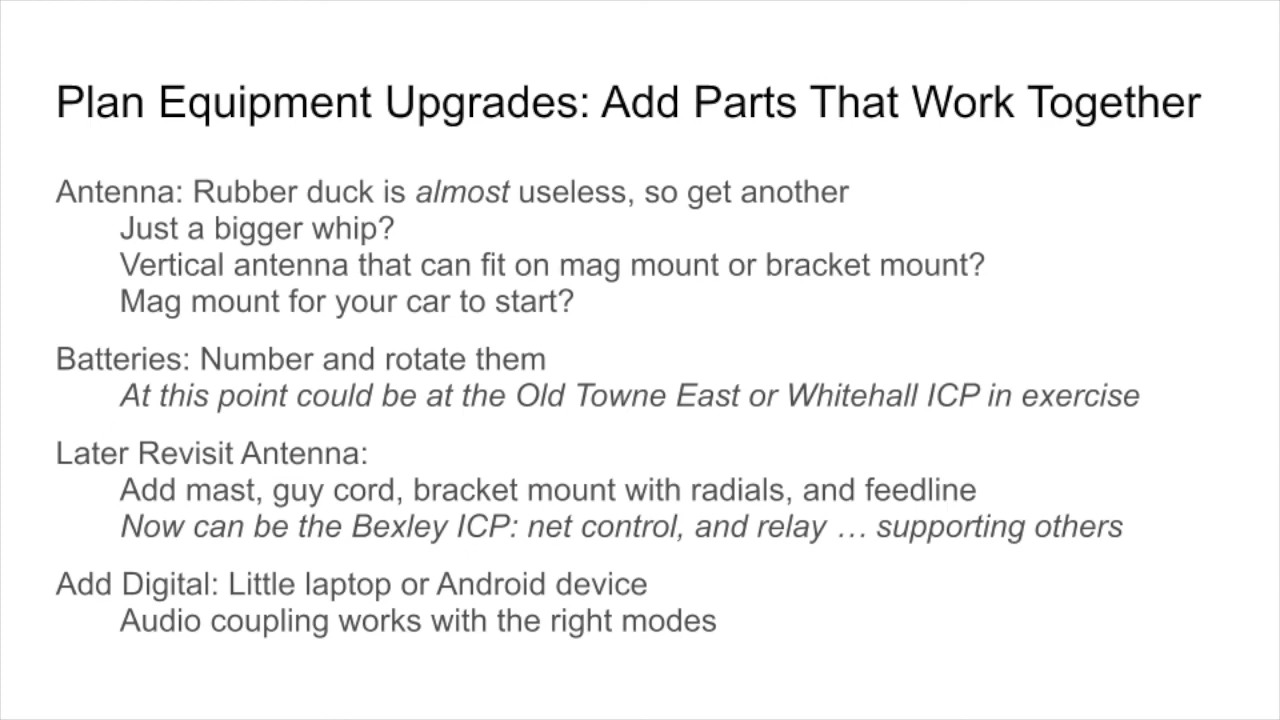 Plan Equipment Upgrades: Add Parts That Work Together
Antenna: Rubber duck is almost useless, so get another
Just a bigger whip?
Vertical antenna that can fit on mag mount or bracket mount?
Mag mount for your car to start?
Batteries: Number and rotate them
At this point could be at the Old Towne East or Whitehall ICP in exercise
Later Revisit Antenna:
Add mast, guy cord, bracket mount with radials, and feedline
Now can be the Bexley ICP: net control, and relay … supporting others
Add Digital: Little laptop or Android device
Audio coupling works with the right modes